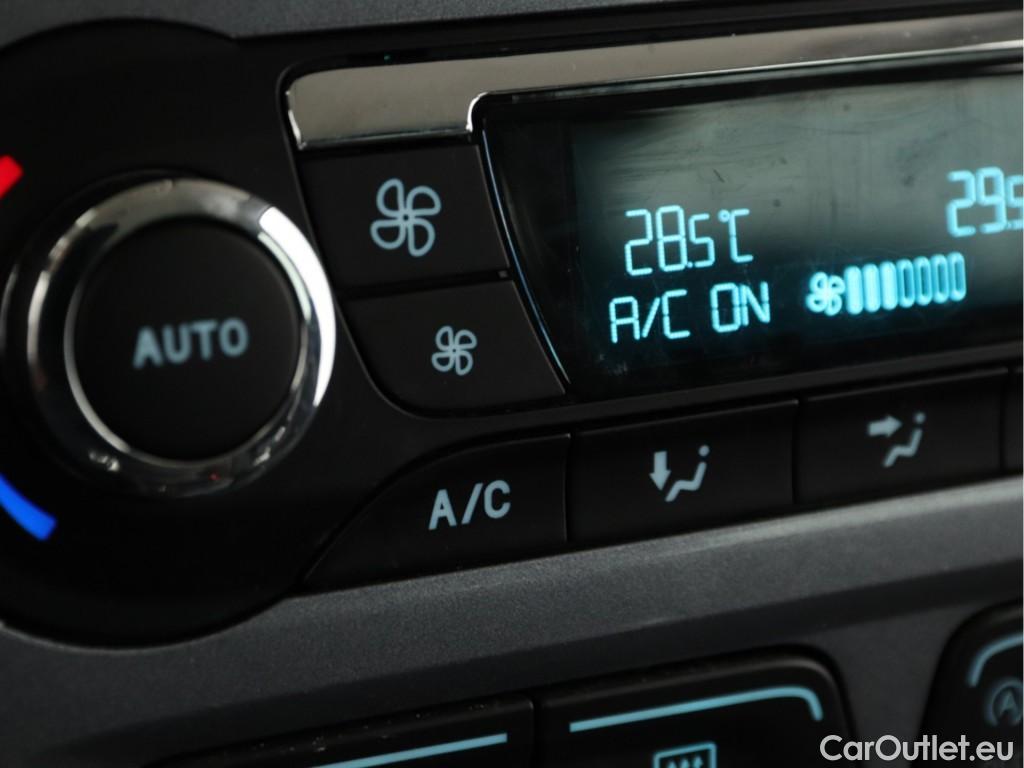 28.5°C 29.5
A/C ON
AUTO
A/C
A
CarOutlet.eu